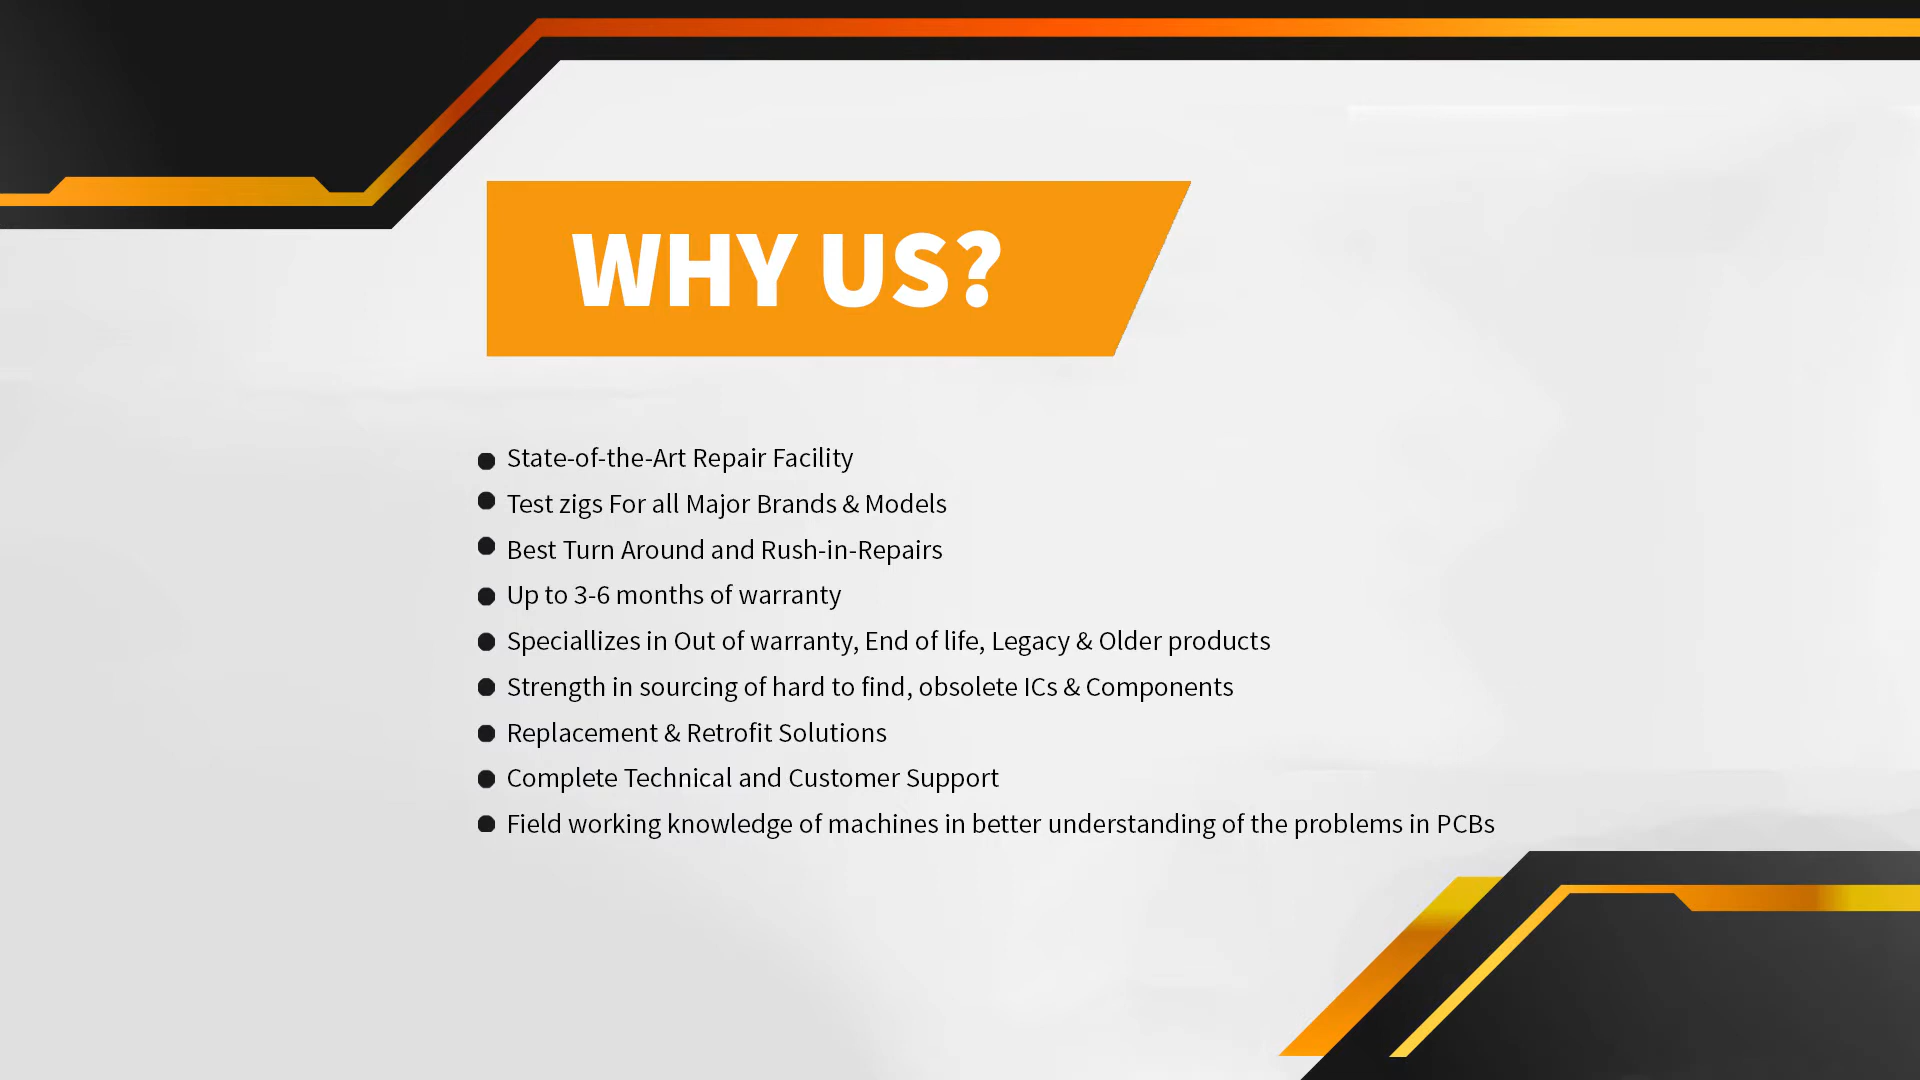 WHY US?
State-of-the-Art Repair Facility
Test zigs For all Major Brands & Models
Best Turn Around and Rush-in-Repairs
Up to 3-6 months of warranty
Speciallizes in Out of warranty, End of life, Legacy & Older products
Strength in sourcing of hard to find, obsolete ICs & Components
Replacement & Retrofit Solutions
Complete Technical and Customer Support
Field working knowledge of machines in better understanding of the problems in PCBs